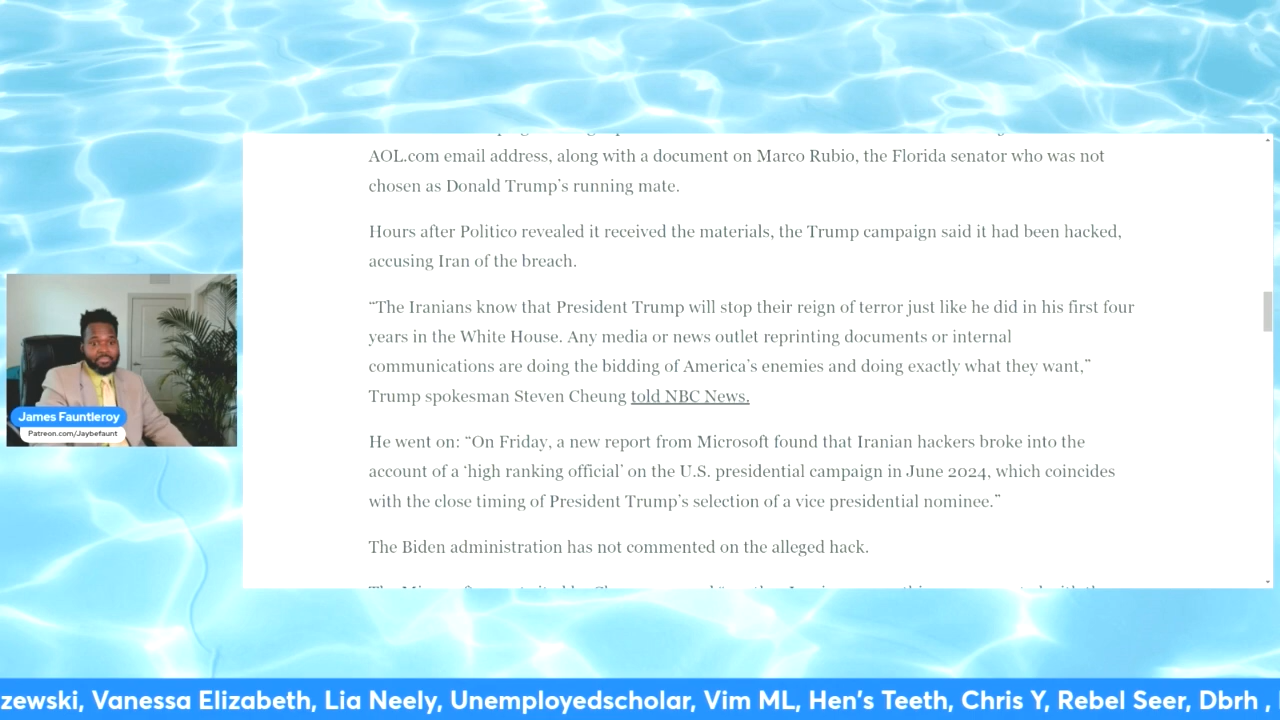 AOL.com email address, along with a document on Marco Rubio, the Florida senator who was not
chosen as Donald Trump’s running mate.
Hours after Politico revealed it received the materials, the Trump campaign said it had been hacked,
accusing Iran of the breach.
“The Iranians know that President Trump will stop their reign of terror just like he did in his first four
years in the White House. Any media or news outlet reprinting documents or internal
communications are doing the bidding of America’s enemies and doing exactly what they want,”
Trump spokesman Steven Cheung told NBC News.
He went on: “On Friday, a new report from Microsoft found that Iranian hackers broke into the
account of a ‘high ranking official’ on the U.S. presidential campaign in June 2024, which coincides
with the close timing of President Trump’s selection of a vice presidential nominee.”
The Biden administration has not commented on the alleged hack.
James Fauntleroy
Patreon.com/Jaybefaunt
zewski, Vanessa Elizabeth, Lia Neely, Unemployedscholar, Vim ML, Hen's Teeth, Chris Y, Rebel Seer, Dbrh ,